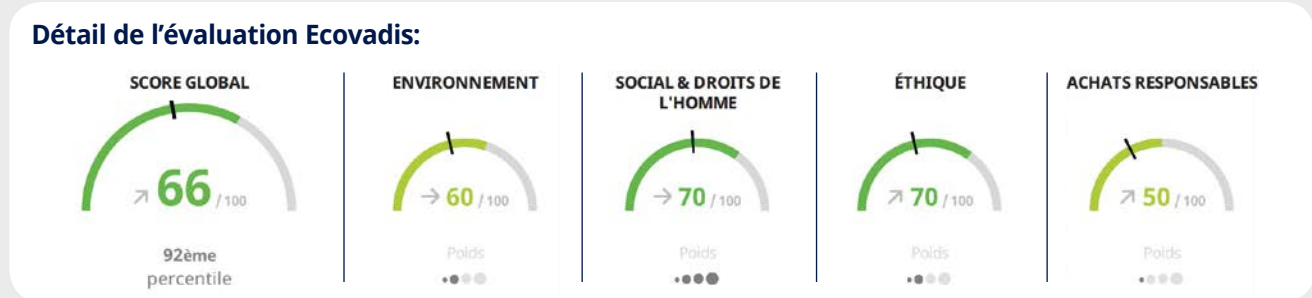 Détail de l’évaluation Ecovadis:
SCORE GLOBAL
66 / 100
92ème
percentile
ENVIRONNEMENT
60 / 100
Poids
SOCIAL & DROITS DE
L'HOMME
70 / 100
Poids
ÉTHIQUE
70 / 100
Poids
ACHATS RESPONSABLES
50 / 100
Poids